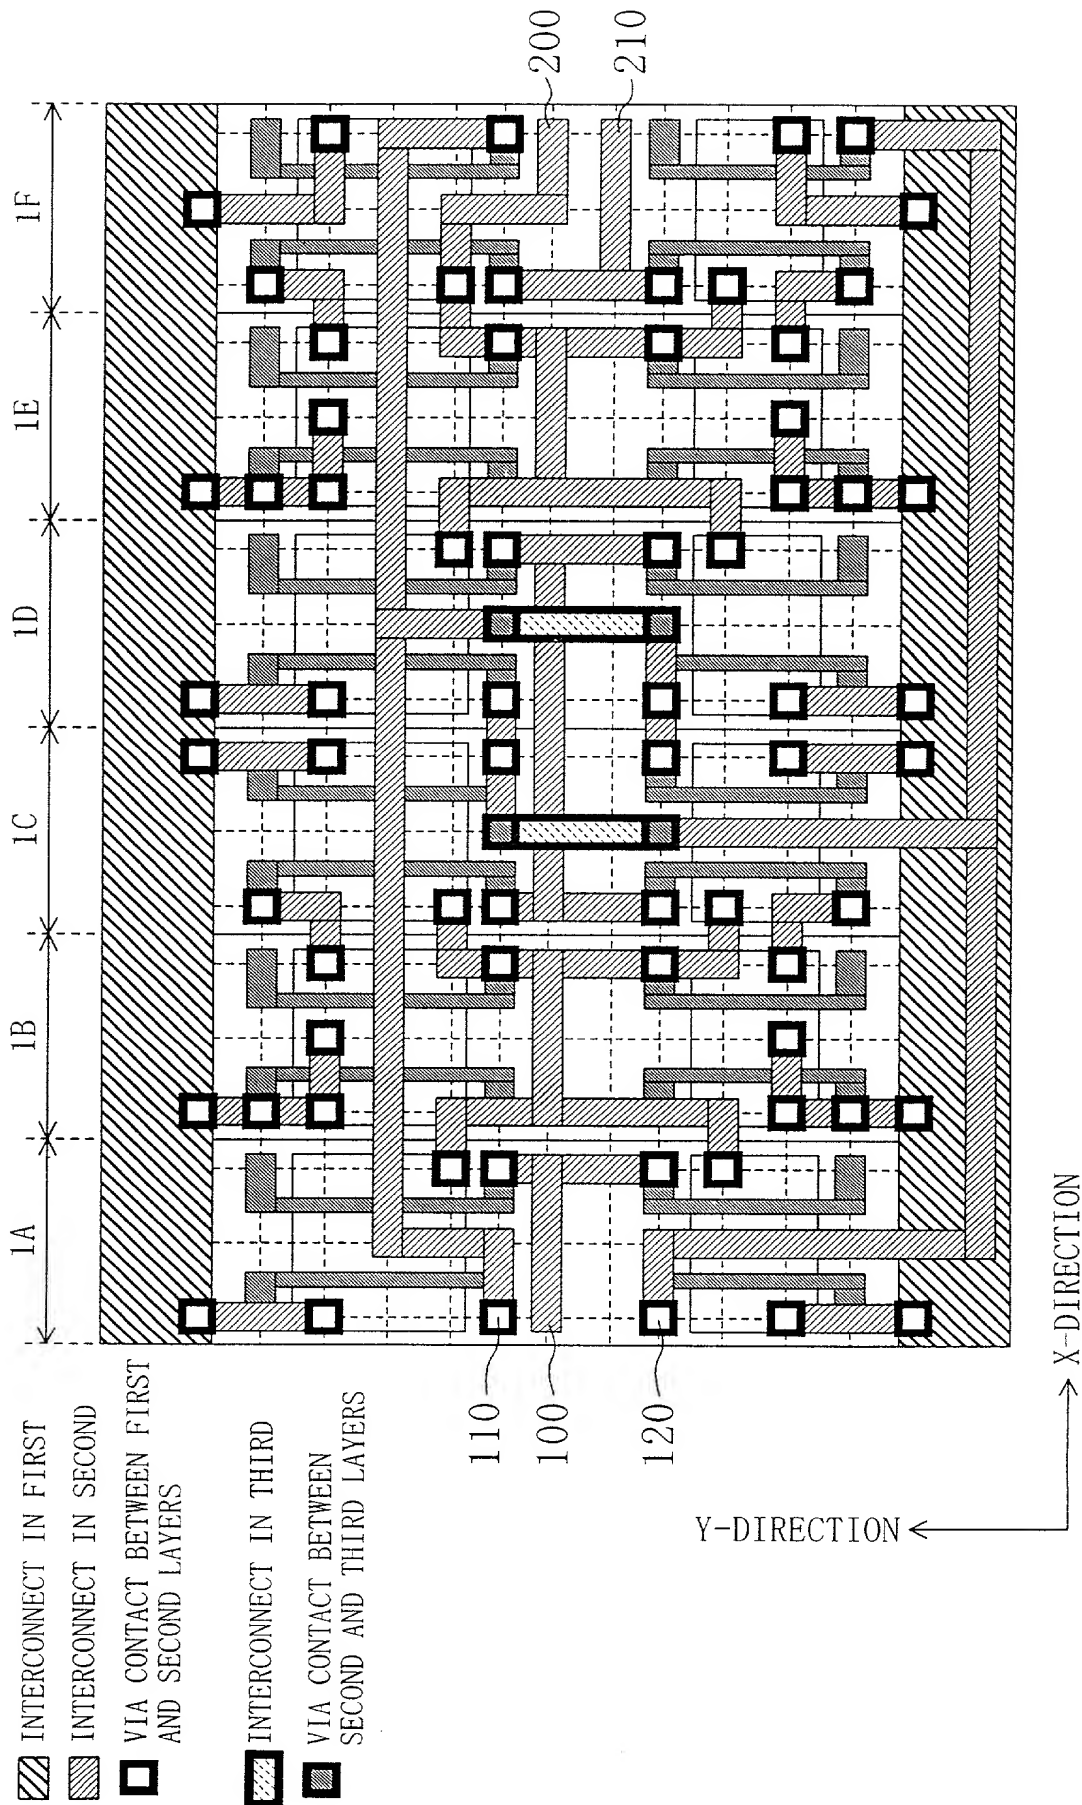 1A
1B
1C
1D
1E
1F
110
100
120
200
210
INTERCONNECT IN FIRST
INTERCONNECT IN SECOND
VIA CONTACT BETWEEN FIRST
AND SECOND LAYERS
INTERCONNECT IN THIRD
VIA CONTACT BETWEEN
SECOND AND THIRD LAYERS
Y-DIRECTION
X-DIRECTION